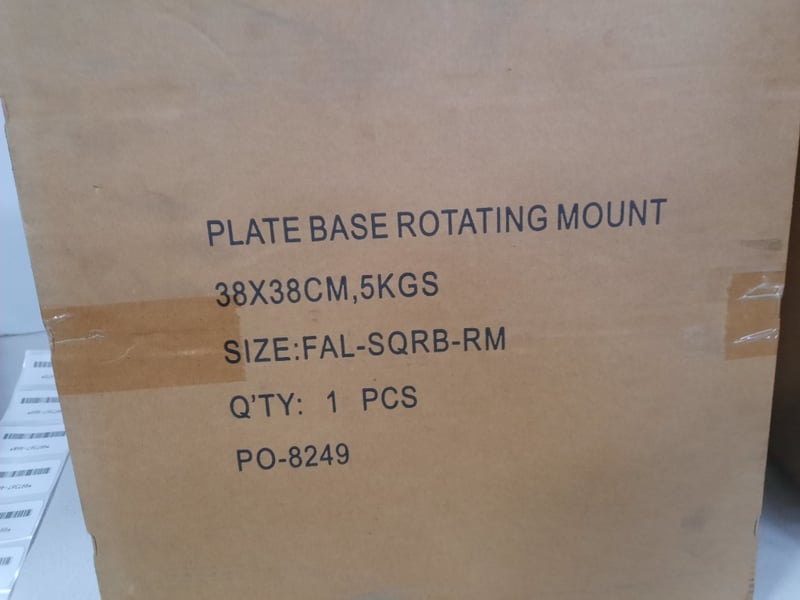 PLATE BASE ROTATING MOUNT
38X38CM,5KGS
SIZE:FAL-SQRB-RM
Q'TY: 1 PCS
PO-8249